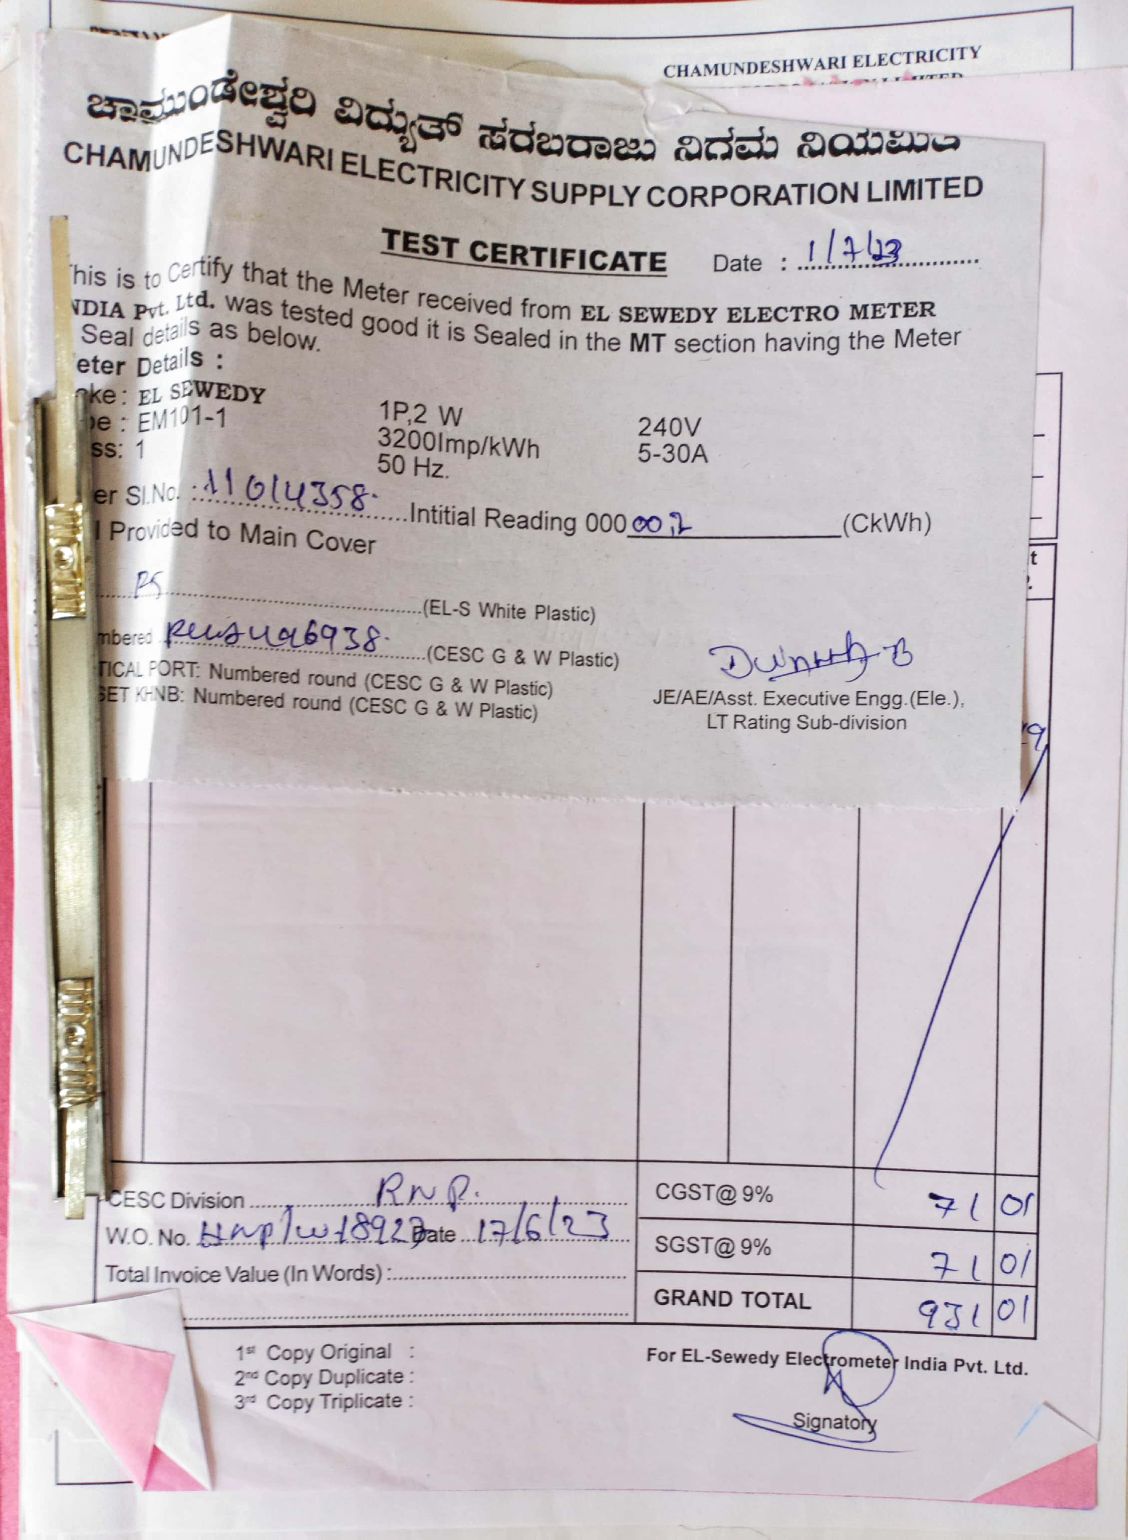 CHAMUNDESHWARI ELECTRICITY
ಚಾಮುಂಡೇಶ್ವರಿ ವಿದ್ಯುತ್ ಸರಬರಾಜು ನಿಗಮ ನಿಯಮಿತ
CHAMUNDESHWARI ELECTRICITY SUPPLY CORPORATION LIMITED
TEST CERTIFICATE Date : 1/7/23
This is to Certify that the Meter received from EL SEWEDY ELECTRO METER
NDIA Pvt. Ltd. was tested good it is Sealed in the MT section having the Meter
Seal details as below.
eter Details :
ke : EL SEWEDY 1P,2 W 240V
pe : EM101-1 3200Imp/kWh 5-30A
ss: 1 50 Hz.
er Sl.No. : 11014358. Intitial Reading 000 00,2 (CkWh)
l Provided to Main Cover
(EL-S White Plastic)
mbered (CESC G & W Plastic)
TICAL PORT: Numbered round (CESC G & W Plastic)
SET KHNB: Numbered round (CESC G & W Plastic)
JE/AE/Asst. Executive Engg.(Ele.),
LT Rating Sub-division
t
CESC Division RNP. CGST@ 9% 71 01
W.O. No. Date 17/6/23 SGST@ 9% 71 01
Total Invoice Value (In Words) : GRAND TOTAL 931 01
1st Copy Original :
2nd Copy Duplicate :
3rd Copy Triplicate :
For EL-Sewedy Electrometer India Pvt. Ltd.
Signatory